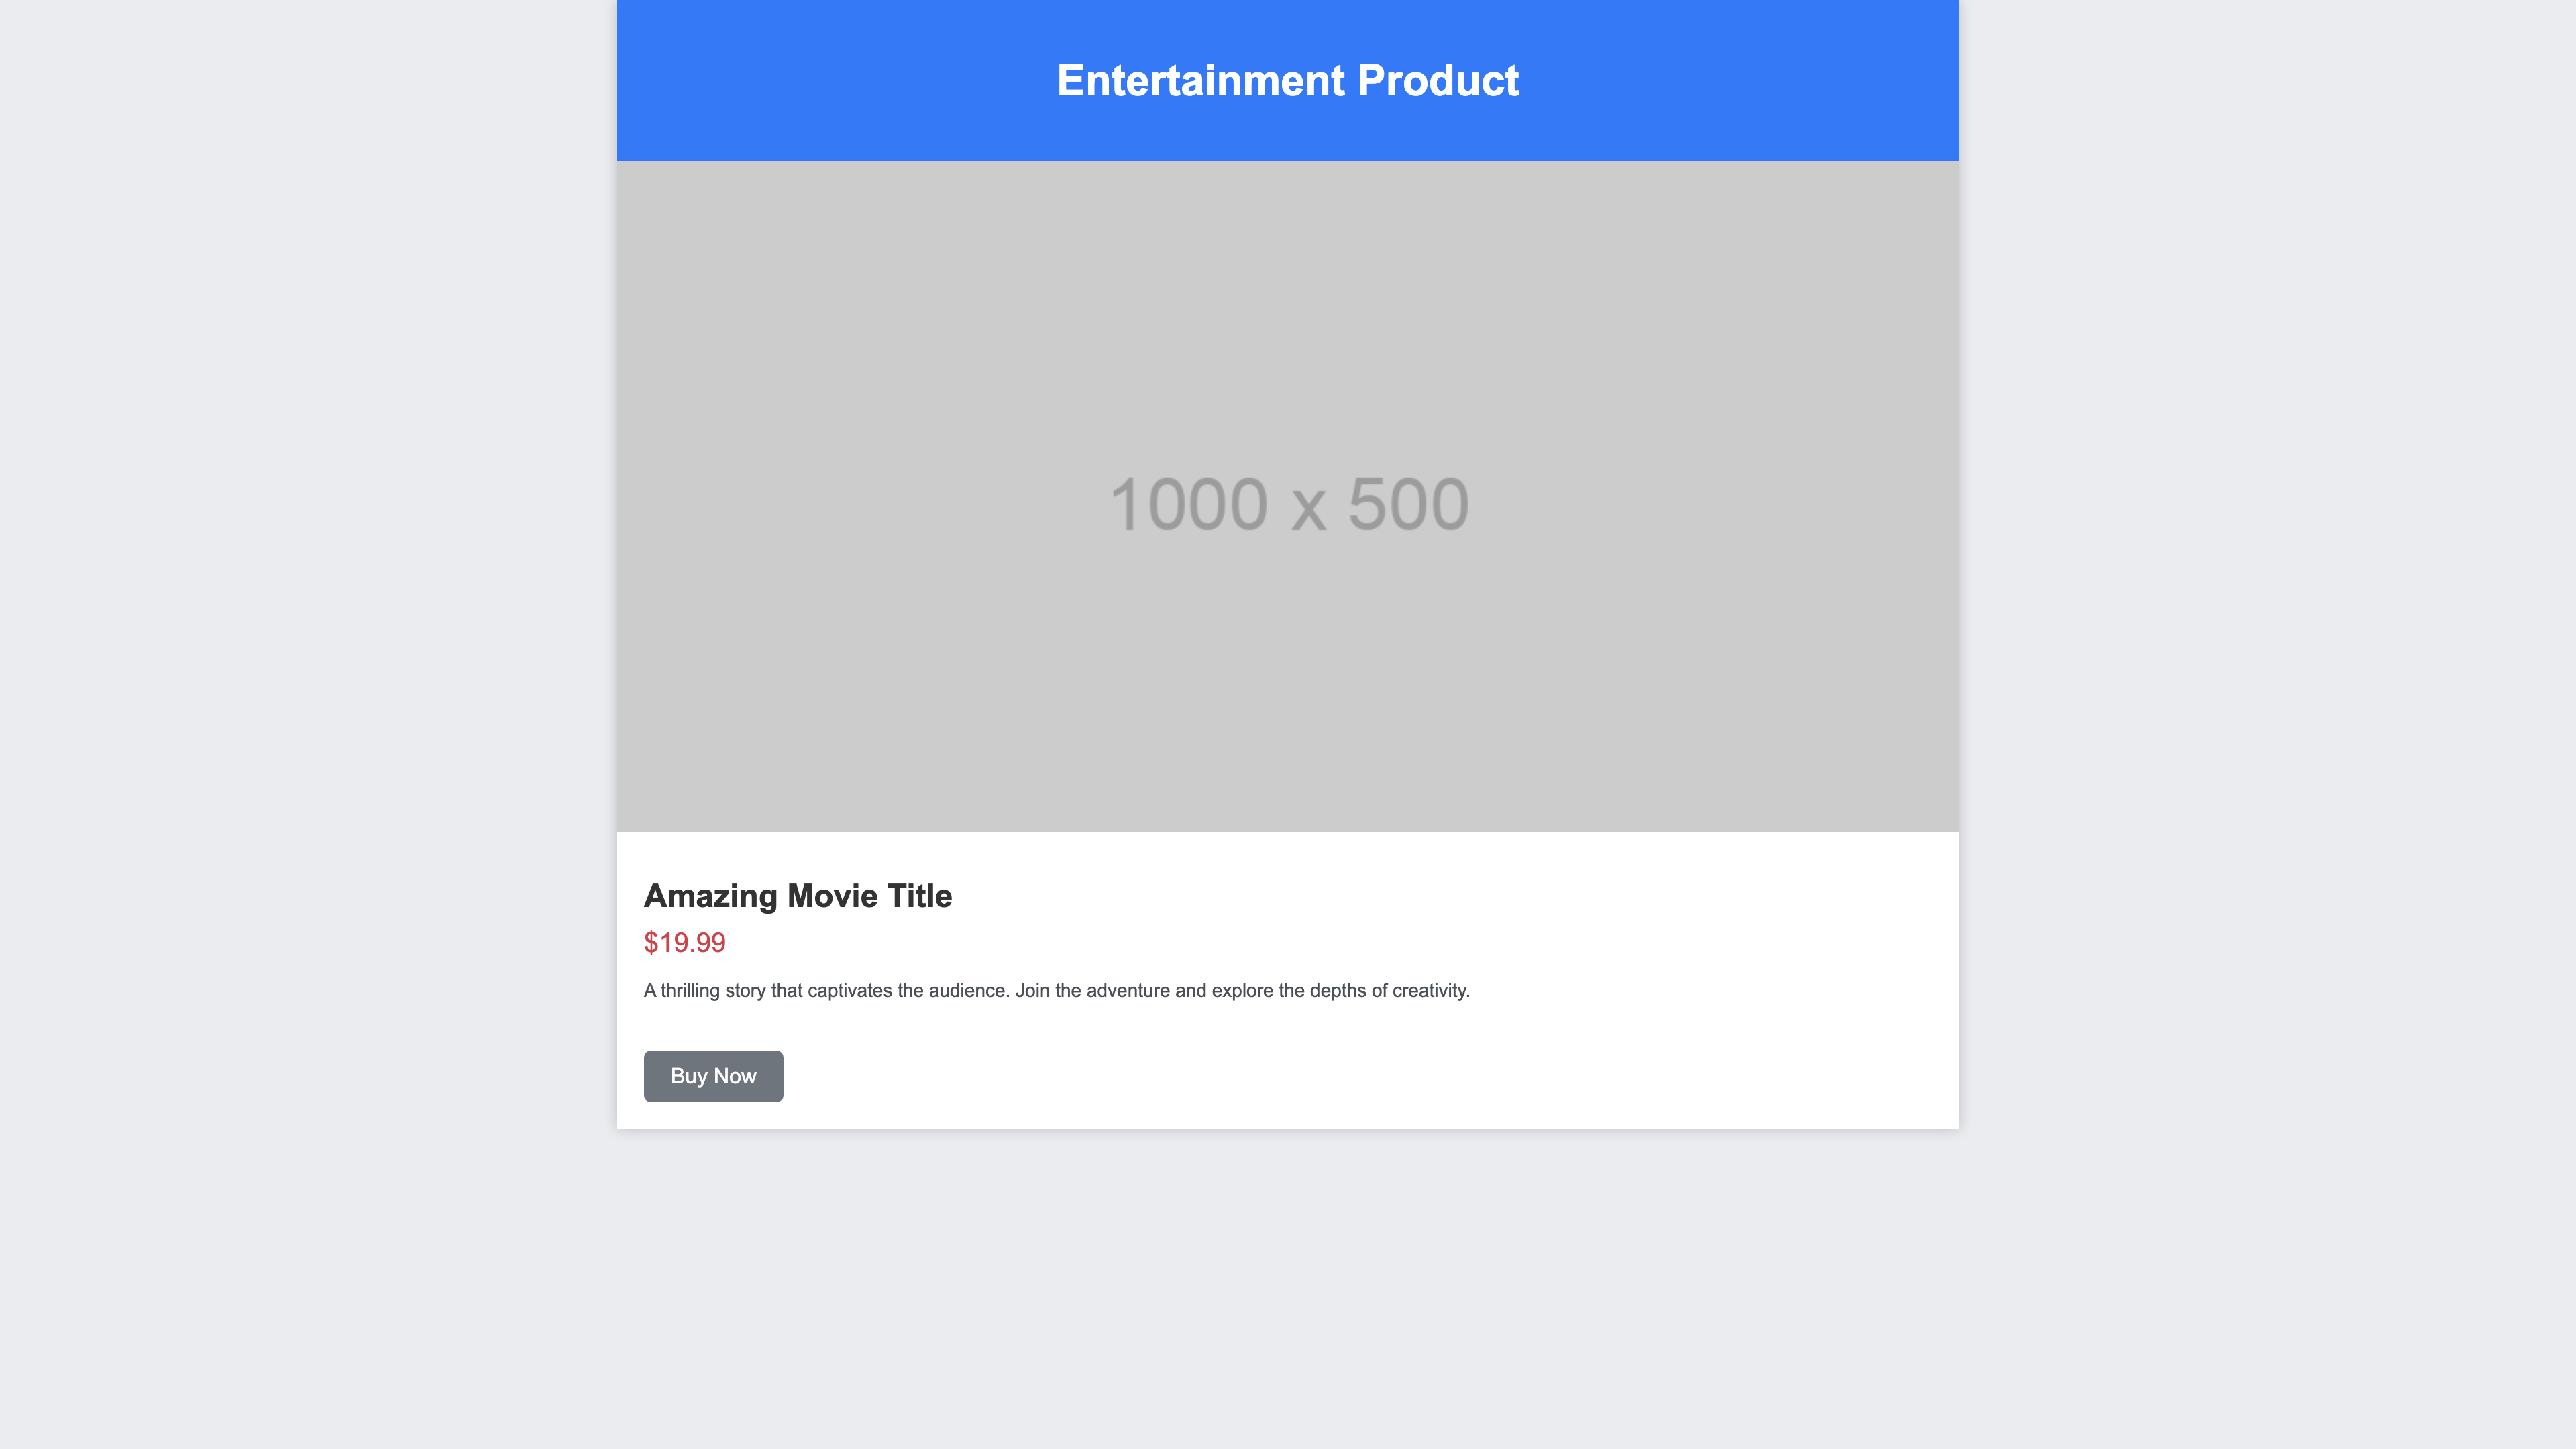 Entertainment Product
1000 x 500
Amazing Movie Title
$19.99
A thrilling story that captivates the audience. Join the adventure and explore the depths of creativity.
Buy Now